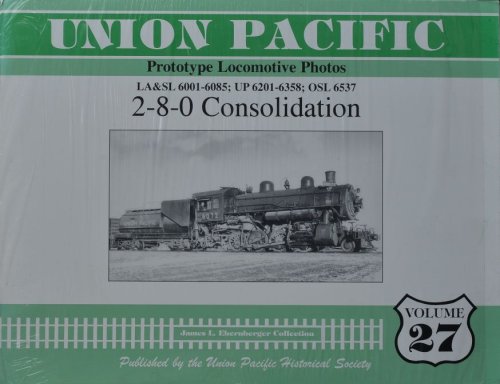 UNION PACIFIC
Prototype Locomotive Photos
LA&SL 6001-6085; UP 6201-6358; OSL 6537
2-8-0 Consolidation
James L. Ehernberger Collection
Published by the Union Pacific Historical Society
VOLUME
27